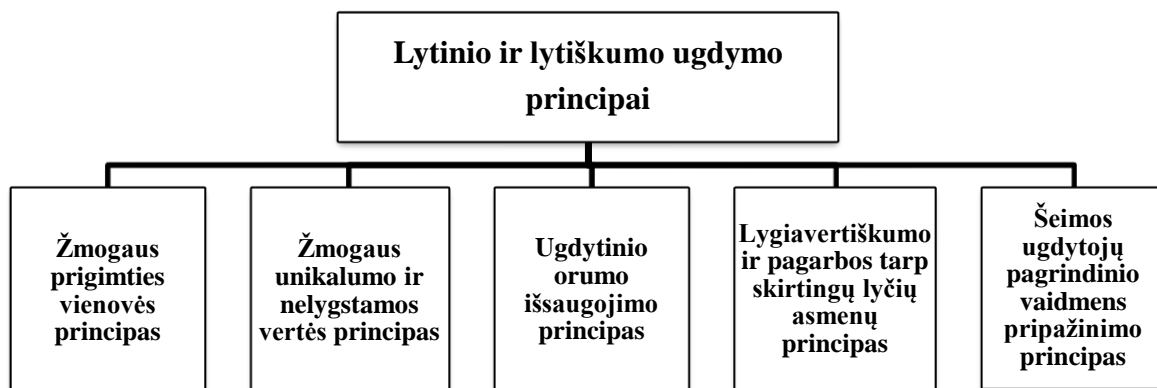 Lytinio ir lytiškumo ugdymo
principai
Žmogaus
prigimties
vienovės
principas
Žmogaus
unikalumo ir
nelygstamos
vertės principas
Ugdytinio
orumo
išsaugojimo
principas
Lygiavertiškumo
ir pagarbos tarp
skirtingų lyčių
asmenų
principas
Šeimos
ugdytojų
pagrindinio
vaidmens
pripažinimo
principas